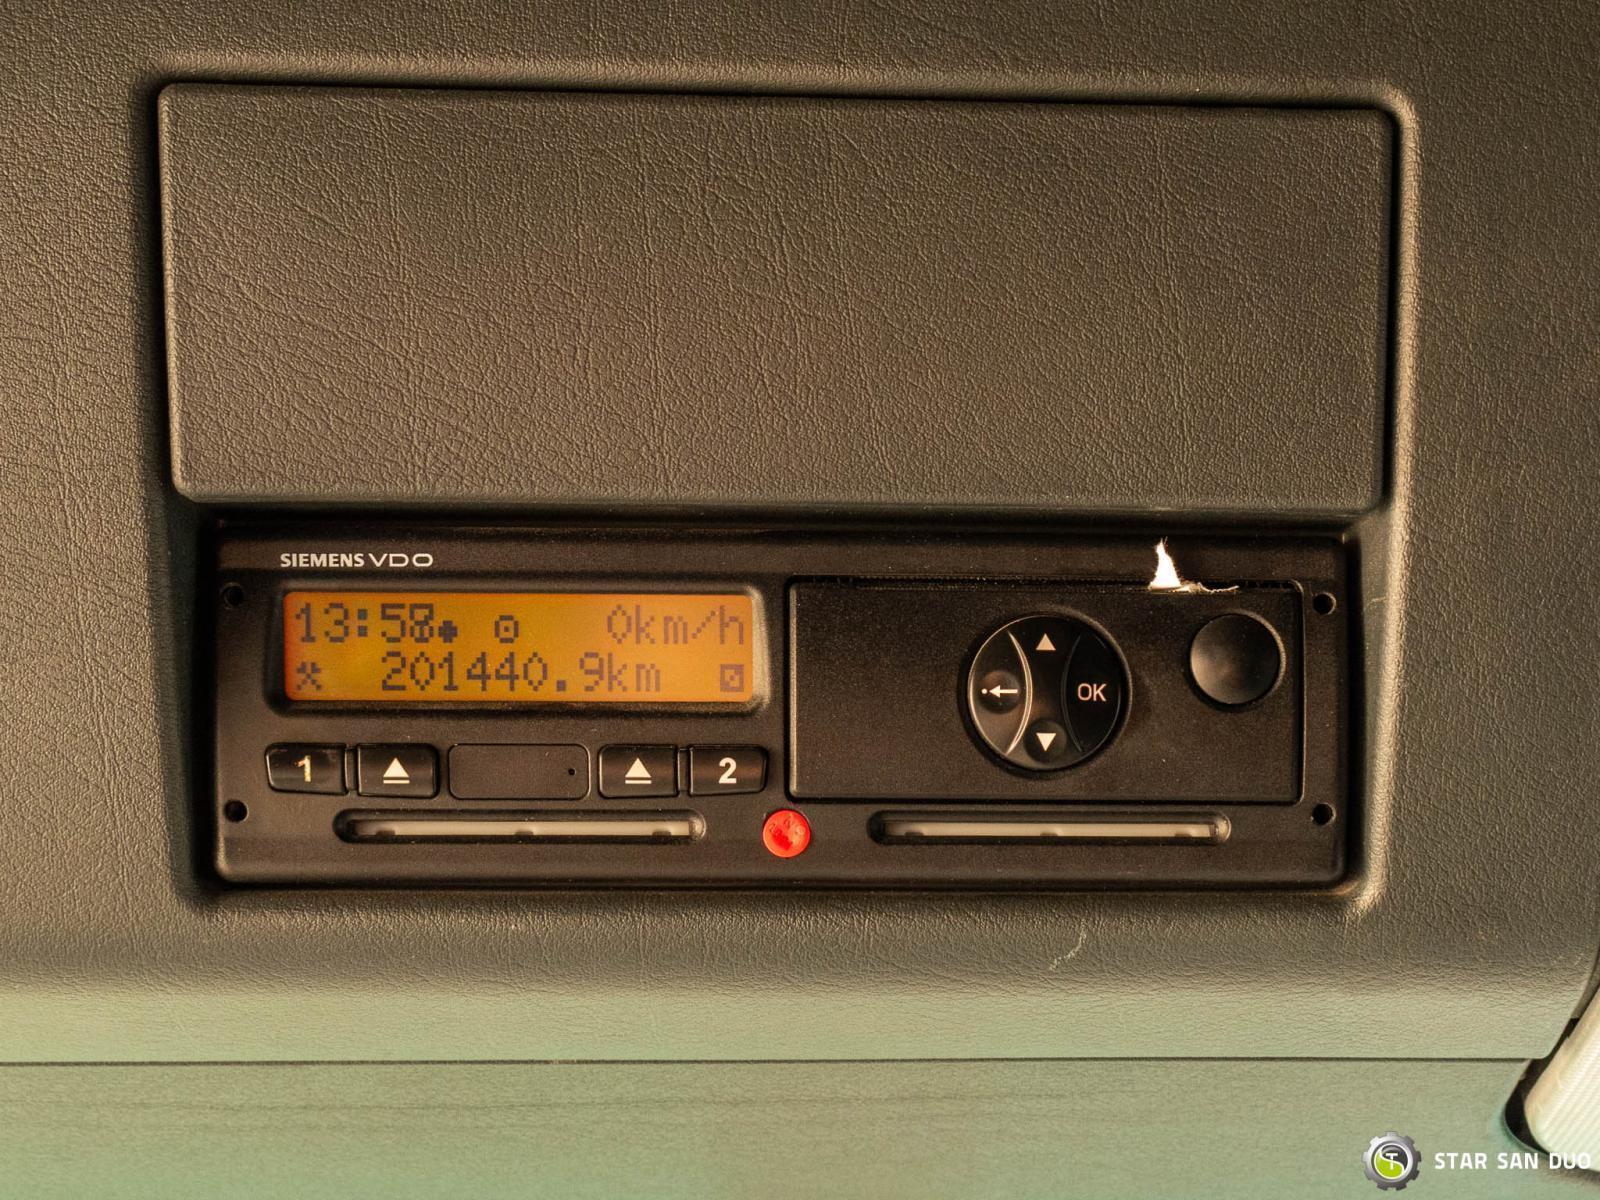 SIEMENS VDO
13:58 0km/h
201440.9km
1
2
OK
STAR SAN DUO